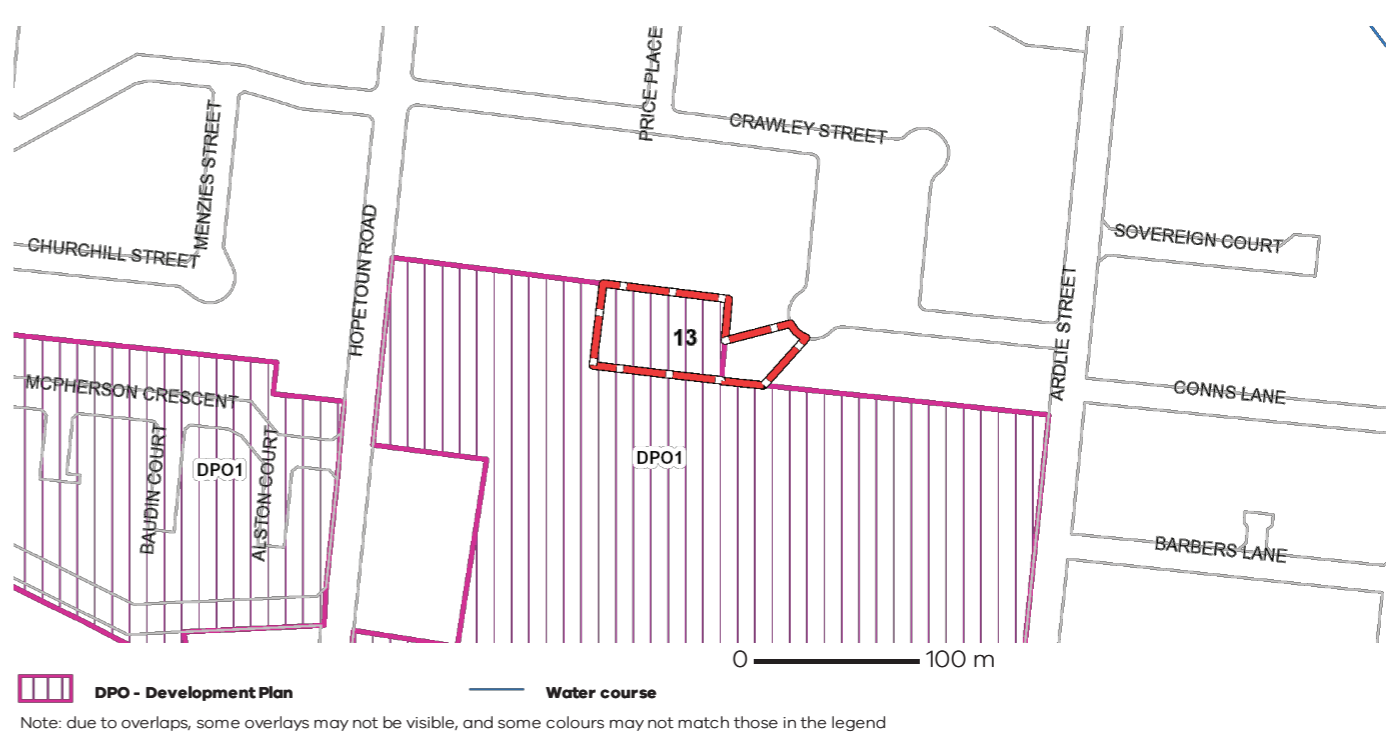 PRICE PLACE
CRAWLEY STREET
MENZIES STREET
CHURCHILL STREET
HOPETOUN ROAD
SOVEREIGN COURT
ARDLIE STREET
13
MCPHERSON CRESCENT
CONNS LANE
BAUDIN COURT
DPO1
ALSTON COURT
DPO1
BARBERS LANE
0 100 m
DPO - Development Plan Water course
Note: due to overlaps, some overlays may not be visible, and some colours may not match those in the legend